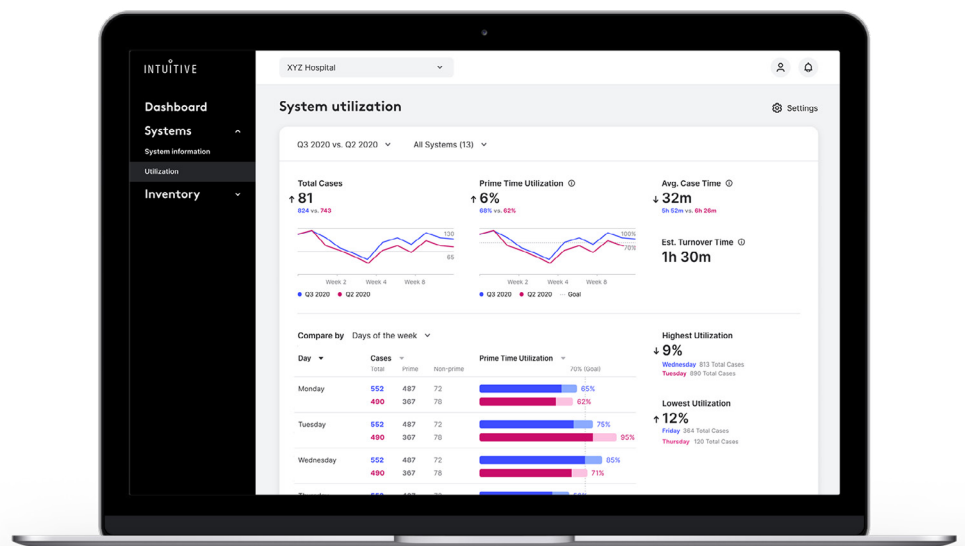 INTUITIVE
XYZ Hospital
Dashboard
Systems
System information
Utilization
Inventory
System utilization
Settings
Q3 2020 vs. Q2 2020
All Systems (13)
Total Cases
81
824 vs. 743
130
65
Week 2 Week 4 Week 8
Q3 2020 Q2 2020
Prime Time Utilization
6%
68% vs. 62%
100%
70%
Week 2 Week 4 Week 8
Q3 2020 Q2 2020 Goal
Avg. Case Time
32m
5h 52m vs. 6h 26m
Est. Turnover Time
1h 30m
Compare by Days of the week
Day Cases Prime Time Utilization
Total Prime Non-prime 70% (Goal)
Monday 552 487 72 65%
490 367 78 62%
Tuesday 552 487 72 75%
490 367 78 95%
Wednesday 552 487 72 85%
490 367 78 71%
Highest Utilization
9%
Wednesday 813 Total Cases
Tuesday 690 Total Cases
Lowest Utilization
12%
Friday 364 Total Cases
Thursday 120 Total Cases